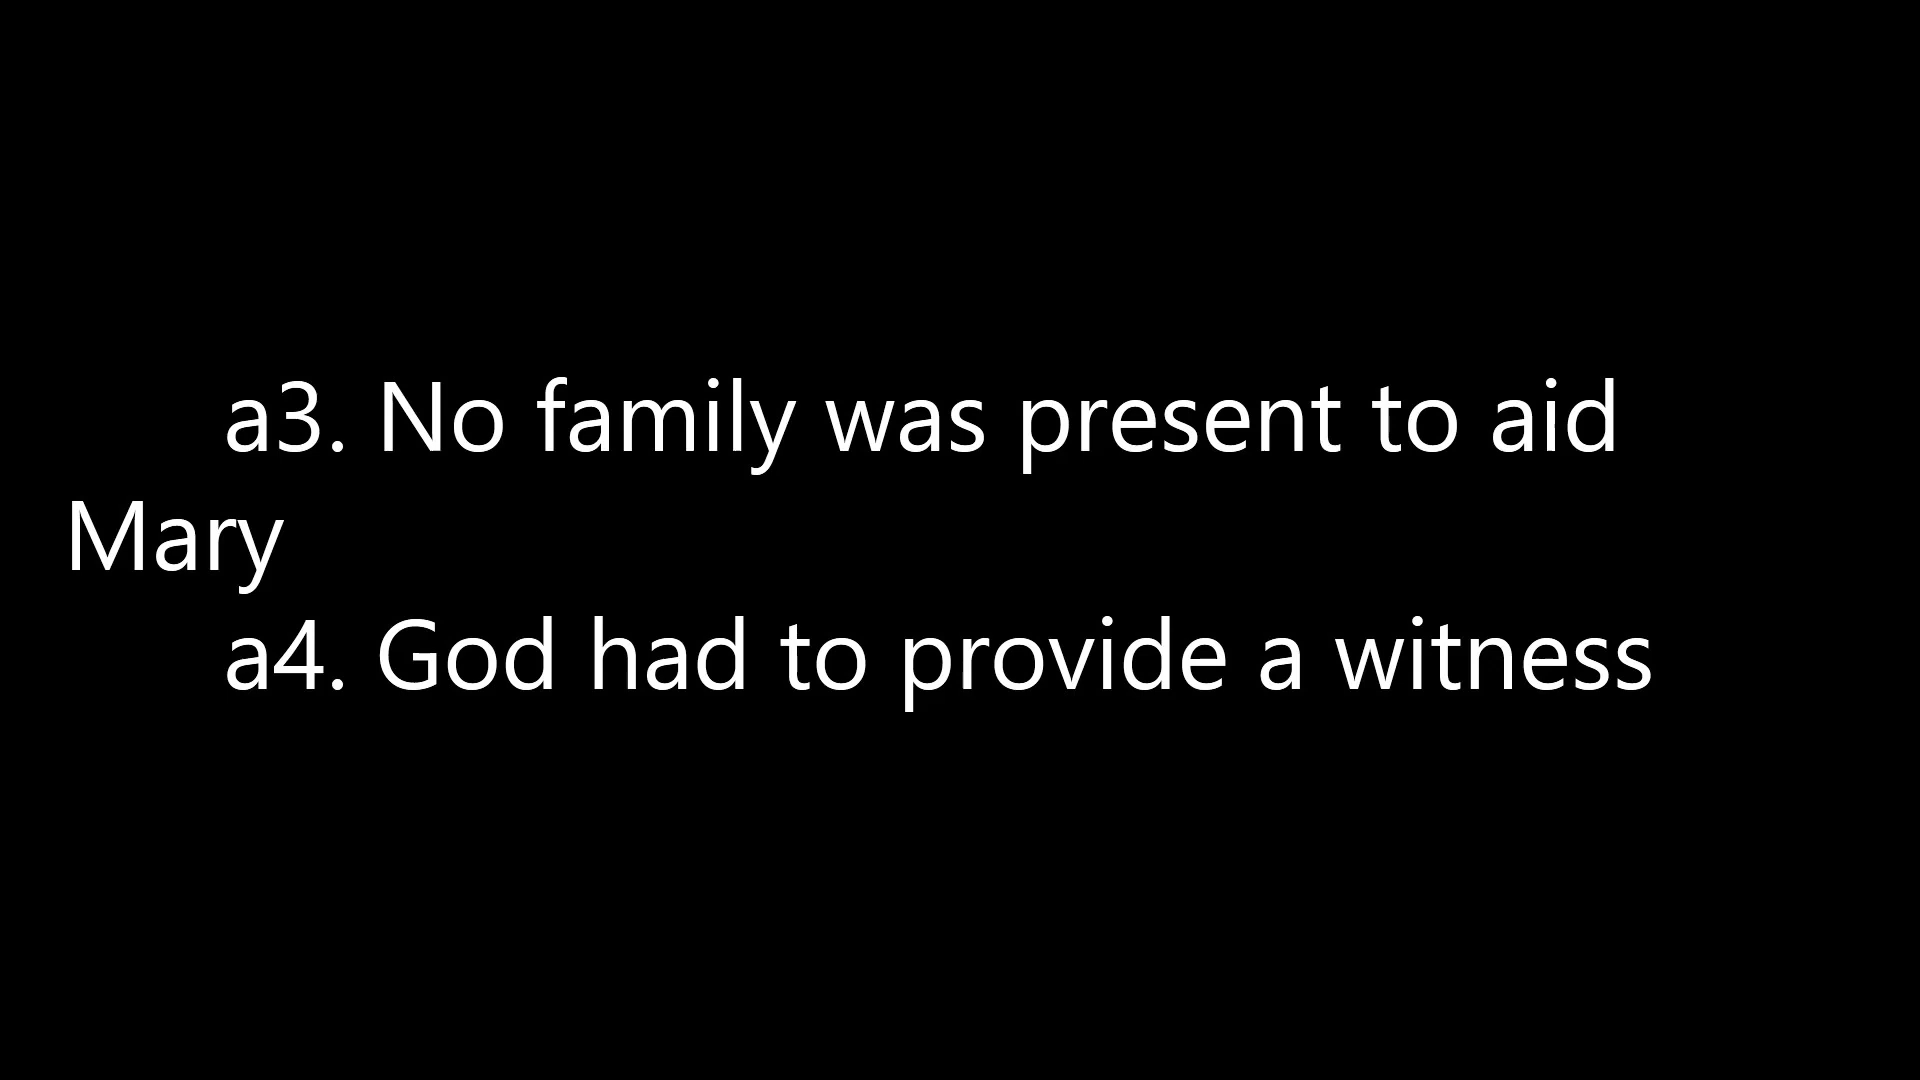 a3. No family was present to aid
Mary
a4. God had to provide a witness